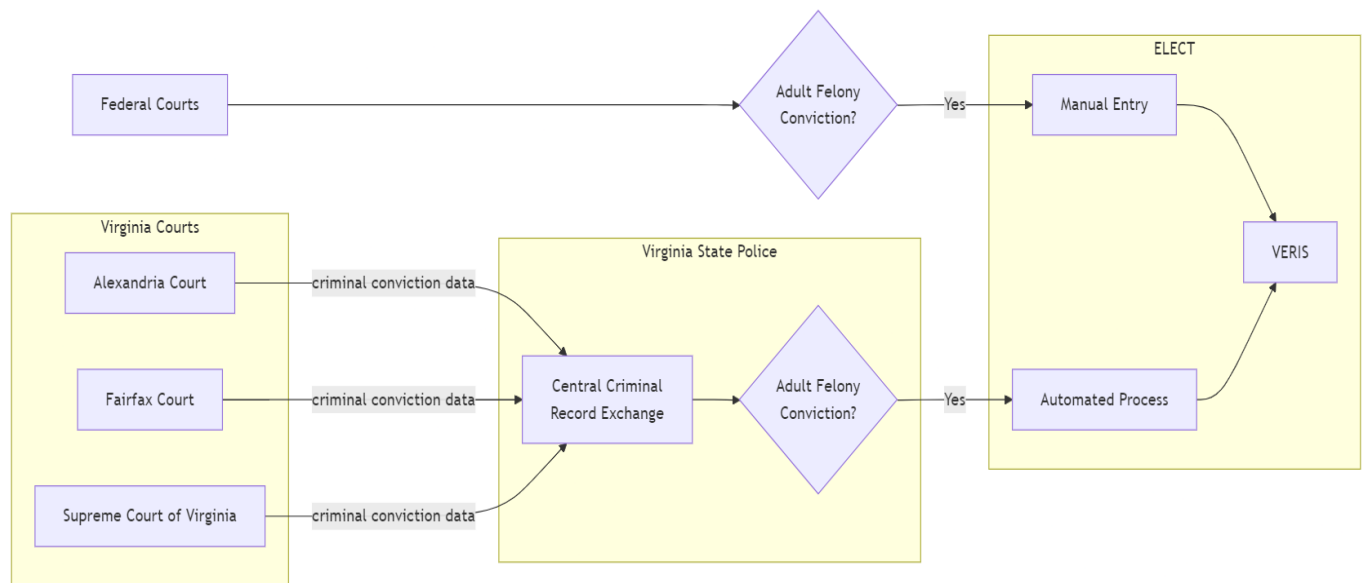 ELECT
Federal Courts
Adult Felony
Conviction?
Yes
Manual Entry
VERIS
Virginia Courts
Alexandria Court
criminal conviction data
Fairfax Court
criminal conviction data
Supreme Court of Virginia
criminal conviction data
Virginia State Police
Central Criminal
Record Exchange
Adult Felony
Conviction?
Yes
Automated Process